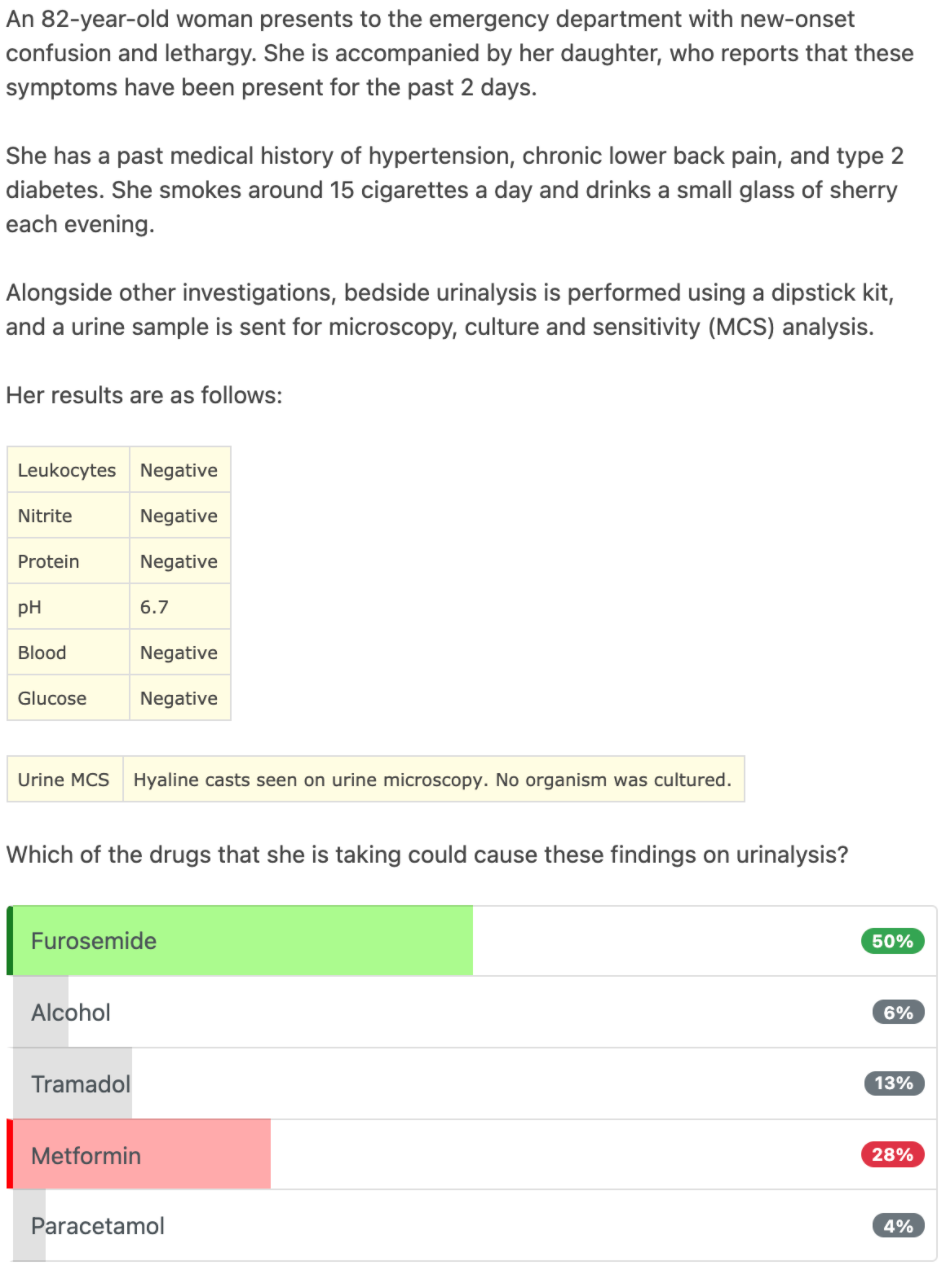 An 82-year-old woman presents to the emergency department with new-onset
confusion and lethargy. She is accompanied by her daughter, who reports that these
symptoms have been present for the past 2 days.
She has a past medical history of hypertension, chronic lower back pain, and type 2
diabetes. She smokes around 15 cigarettes a day and drinks a small glass of sherry
each evening.
Alongside other investigations, bedside urinalysis is performed using a dipstick kit,
and a urine sample is sent for microscopy, culture and sensitivity (MCS) analysis.
Her results are as follows:
Leukocytes Negative
Nitrite Negative
Protein Negative
pH 6.7
Blood Negative
Glucose Negative
Urine MCS Hyaline casts seen on urine microscopy. No organism was cultured.
Which of the drugs that she is taking could cause these findings on urinalysis?
Furosemide 50%
Alcohol 6%
Tramadol 13%
Metformin 28%
Paracetamol 4%